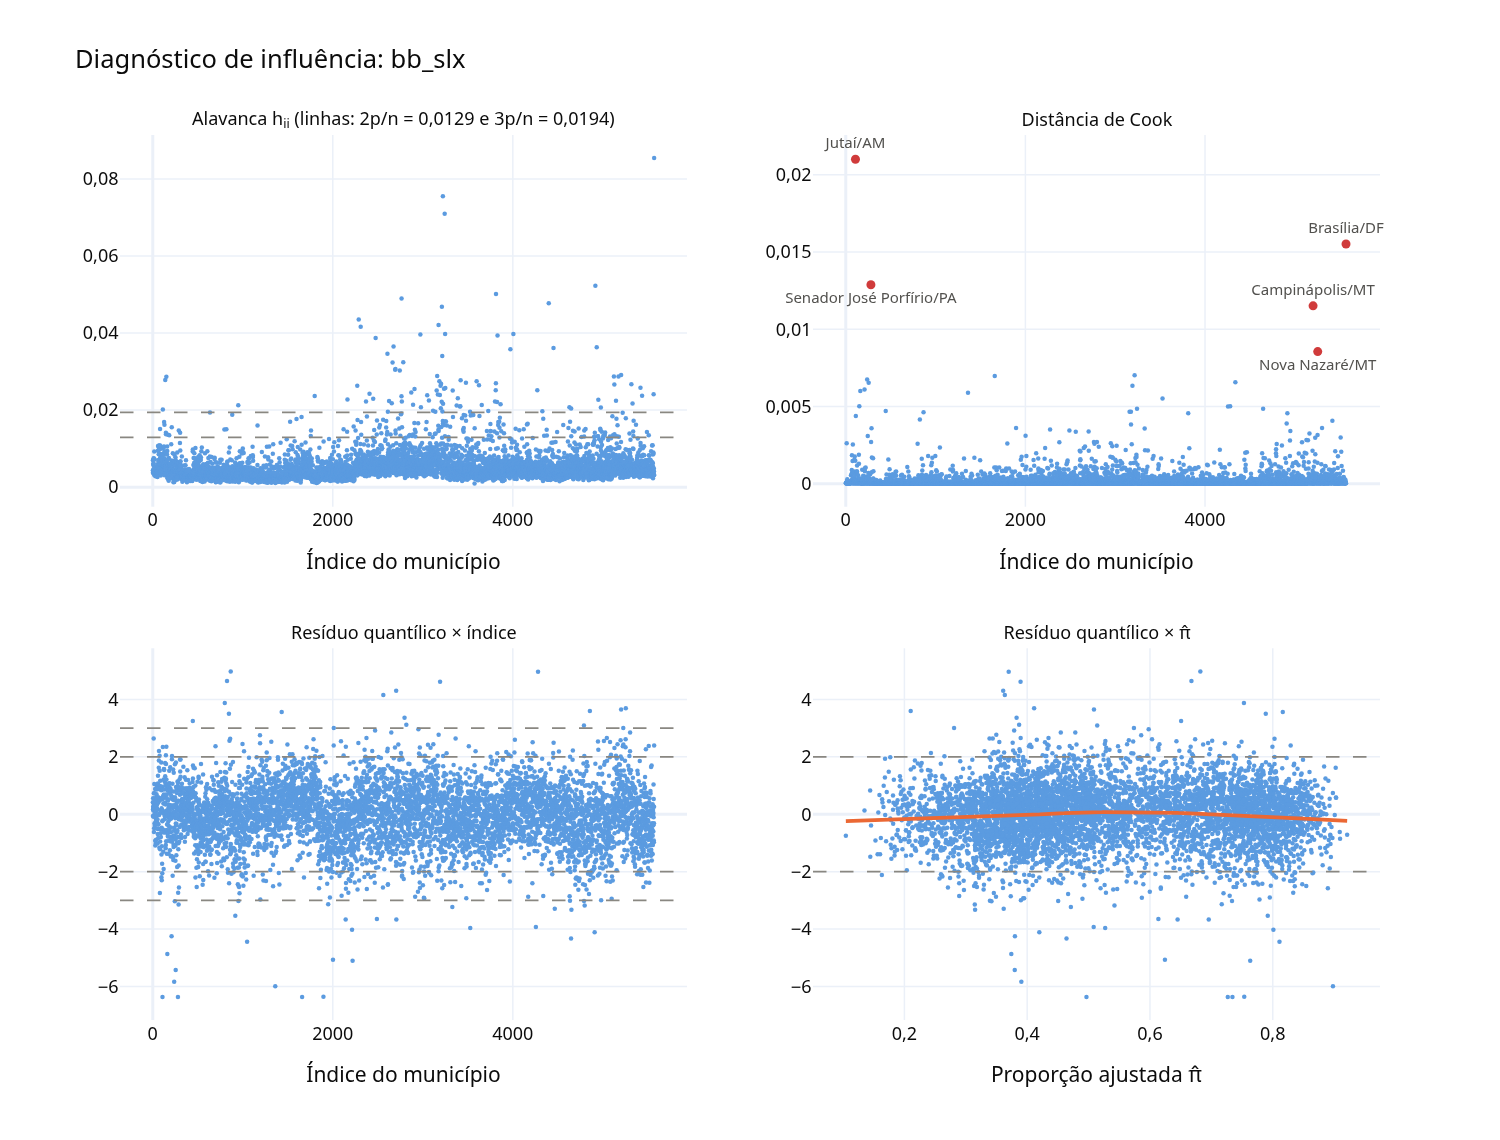 Diagnóstico de influência: bb_slx
Alavanca hᵢᵢ (linhas: 2p/n = 0,0129 e 3p/n = 0,0194)
0,08
0,06
0,04
0,02
0
0
2000
4000
Índice do município
Distância de Cook
Jutaí/AM
0,02
Brasília/DF
0,015
Senador José Porfírio/PA
Campinápolis/MT
0,01
Nova Nazaré/MT
0,005
0
0
2000
4000
Índice do município
Resíduo quantílico × índice
4
2
0
−2
−4
−6
0
2000
4000
Índice do município
Resíduo quantílico × π̂
4
2
0
−2
−4
−6
0,2
0,4
0,6
0,8
Proporção ajustada π̂